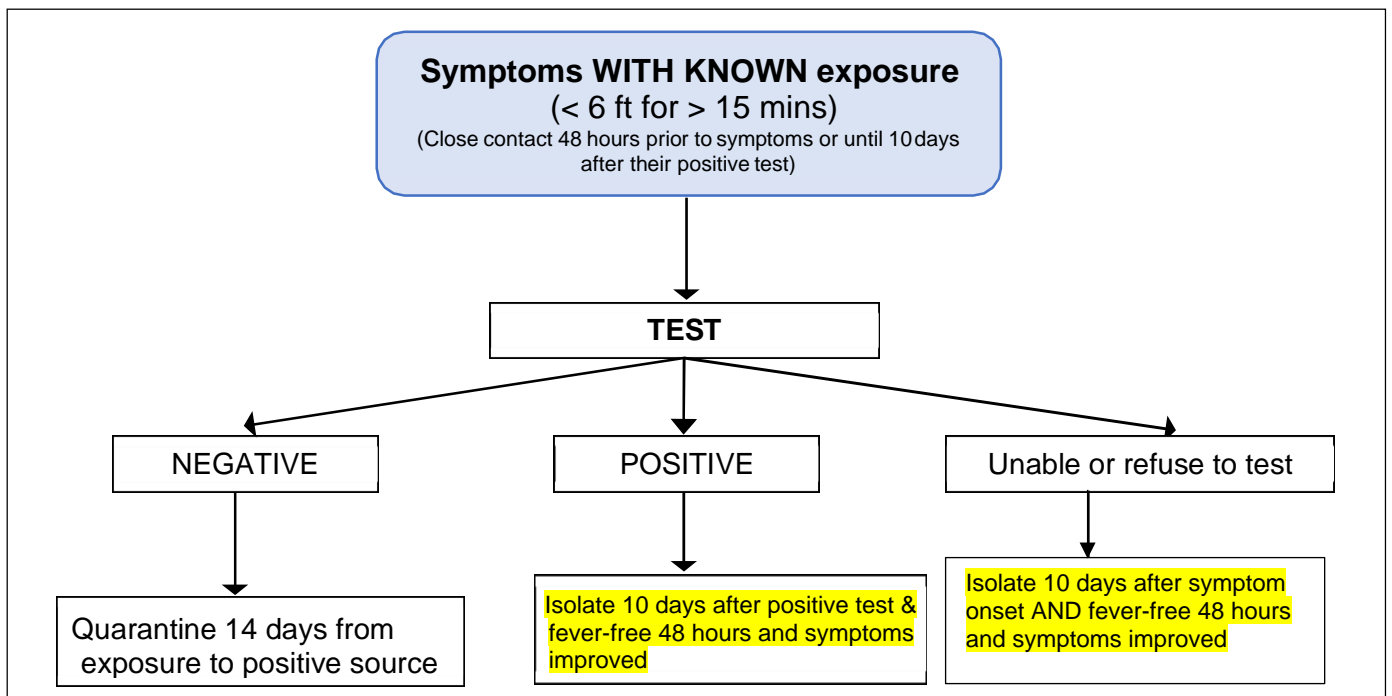 Symptoms WITH KNOWN exposure
(< 6 ft for > 15 mins)
(Close contact 48 hours prior to symptoms or until 10 days
after their positive test)
TEST
NEGATIVE
POSITIVE
Unable or refuse to test
Quarantine 14 days from
exposure to positive source
Isolate 10 days after positive test &
fever-free 48 hours and symptoms
improved
Isolate 10 days after symptom
onset AND fever-free 48 hours
and symptoms improved